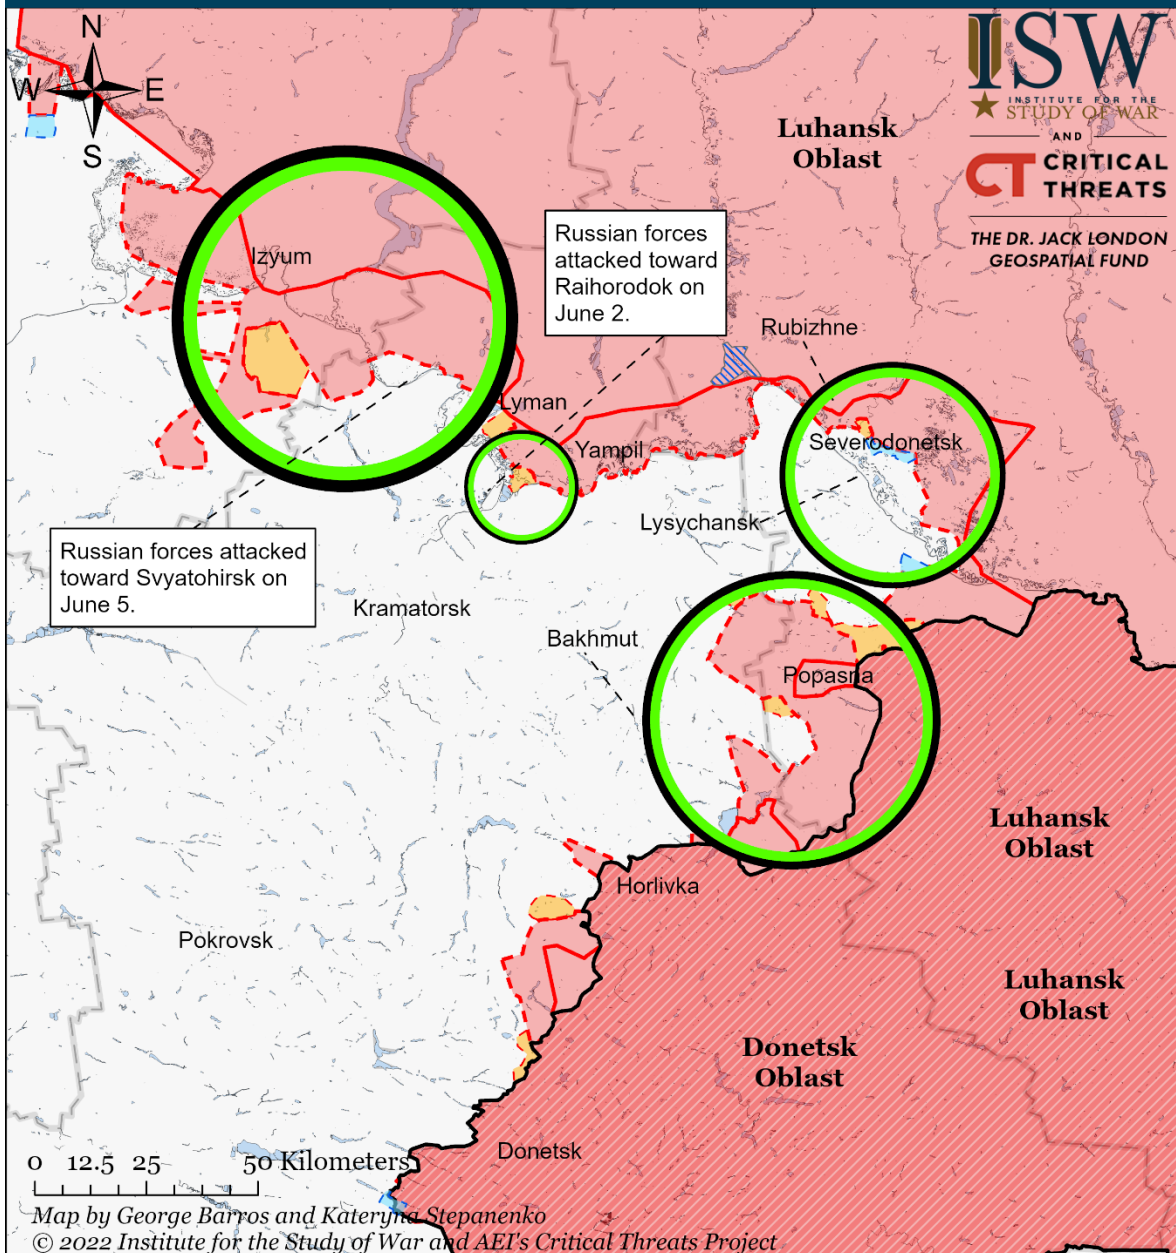 N
W
E
S
ISW
INSTITUTE FOR THE
STUDY OF WAR
AND
CT CRITICAL
THREATS
THE DR. JACK LONDON
GEOSPATIAL FUND
Luhansk
Oblast
Izyum
Russian forces
attacked toward
Raihorodok on
June 2.
Rubizhne
Lyman
Yampil
Severodonetsk
Lysychansk
Russian forces attacked
toward Svyatohirsk on
June 5.
Kramatorsk
Bakhmut
Popasna
Luhansk
Oblast
Horlivka
Pokrovsk
Luhansk
Oblast
Donetsk
Oblast
Donetsk
0 12.5 25 50 Kilometers
Map by George Barros and Kateryna Stepanenko
© 2022 Institute for the Study of War and AEI's Critical Threats Project